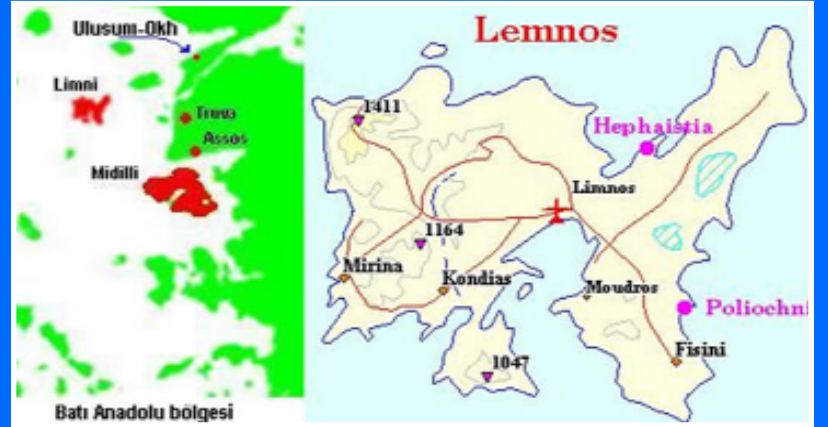 Ulusum-Okh
Limni
Truva
Assos
Midilli
Batı Anadolu bölgesi
Lemnos
1411
Hephaistia
Limnos
1164
Mirina
Kondias
Moudros
Poliochni
Fisini
1047